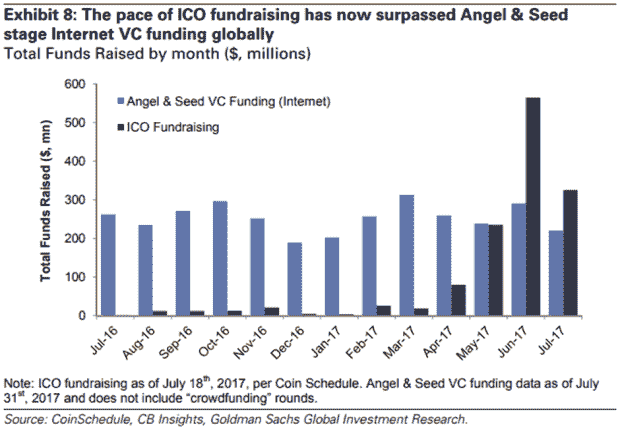 Exhibit 8: The pace of ICO fundraising has now surpassed Angel & Seed
stage Internet VC funding globally
Total Funds Raised by month ($, millions)
600
500
400
300
200
100
0
Total Funds Raised ($, mn)
Angel & Seed VC Funding (Internet)
ICO Fundraising
Jul-16
Aug-16
Sep-16
Oct-16
Nov-16
Dec-16
Jan-17
Feb-17
Mar-17
Apr-17
May-17
Jun-17
Jul-17
Note: ICO fundraising as of July 18th, 2017, per Coin Schedule. Angel & Seed VC funding data as of July
31st, 2017 and does not include “crowdfunding” rounds.
Source: CoinSchedule, CB Insights, Goldman Sachs Global Investment Research.